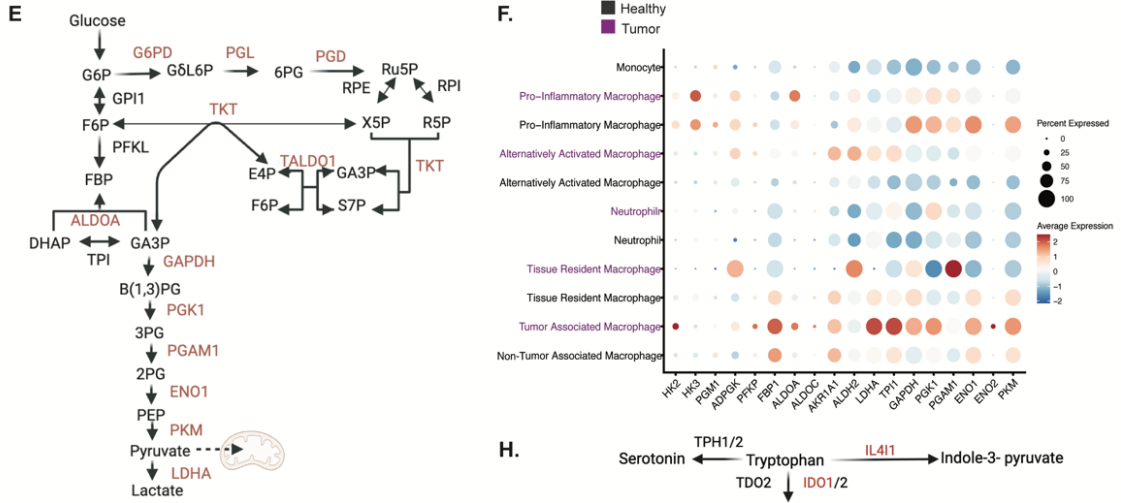 E
Glucose
G6PD
PGL
PGD
G6P
GδL6P
6PG
Ru5P
RPE
RPI
GPI1
TKT
F6P
X5P
R5P
PFKL
TALDO1
TKT
E4P
GA3P
FBP
F6P
S7P
ALDOA
DHAP
GA3P
TPI
GAPDH
B(1,3)PG
PGK1
3PG
PGAM1
2PG
ENO1
PEP
PKM
Pyruvate
LDHA
Lactate
F.
Healthy
Tumor
Monocyte
Pro-Inflammatory Macrophage
Pro-Inflammatory Macrophage
Alternatively Activated Macrophage
Alternatively Activated Macrophage
Neutrophils
Neutrophil
Tissue Resident Macrophage
Tissue Resident Macrophage
Tumor Associated Macrophage
Non-Tumor Associated Macrophage
HK2
HK3
PGM1
ADPGK
PFKP
FBP1
ALDOA
ALDOC
AKR1A1
ALDH2
LDHA
TPI1
GAPDH
PGK1
PGAM1
ENO1
ENO2
PKM
Percent Expressed
0
25
50
75
100
Average Expression
2
1
0
-1
-2
H.
TPH1/2
IL4I1
Serotonin
Tryptophan
Indole-3- pyruvate
TDO2
IDO1/2